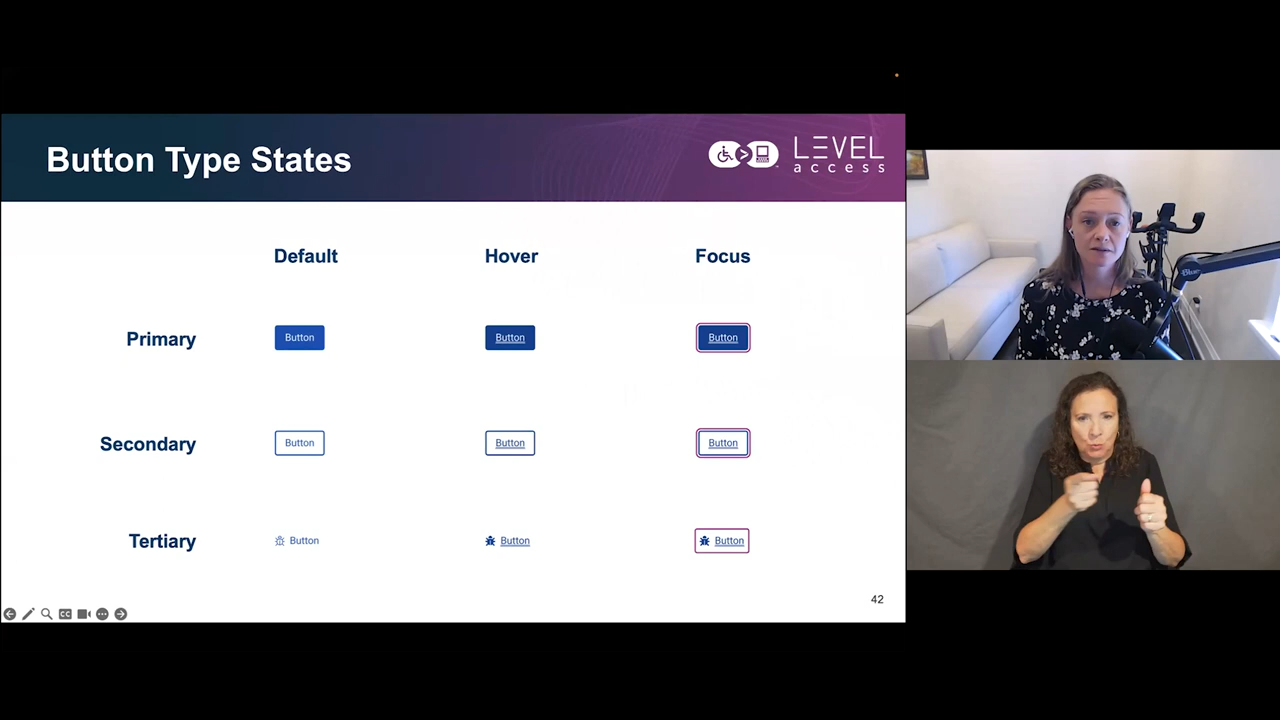 Button Type States
LEVEL
access
Default Hover Focus
Primary Button Button Button
Secondary Button Button Button
Tertiary Button Button Button
42
CC